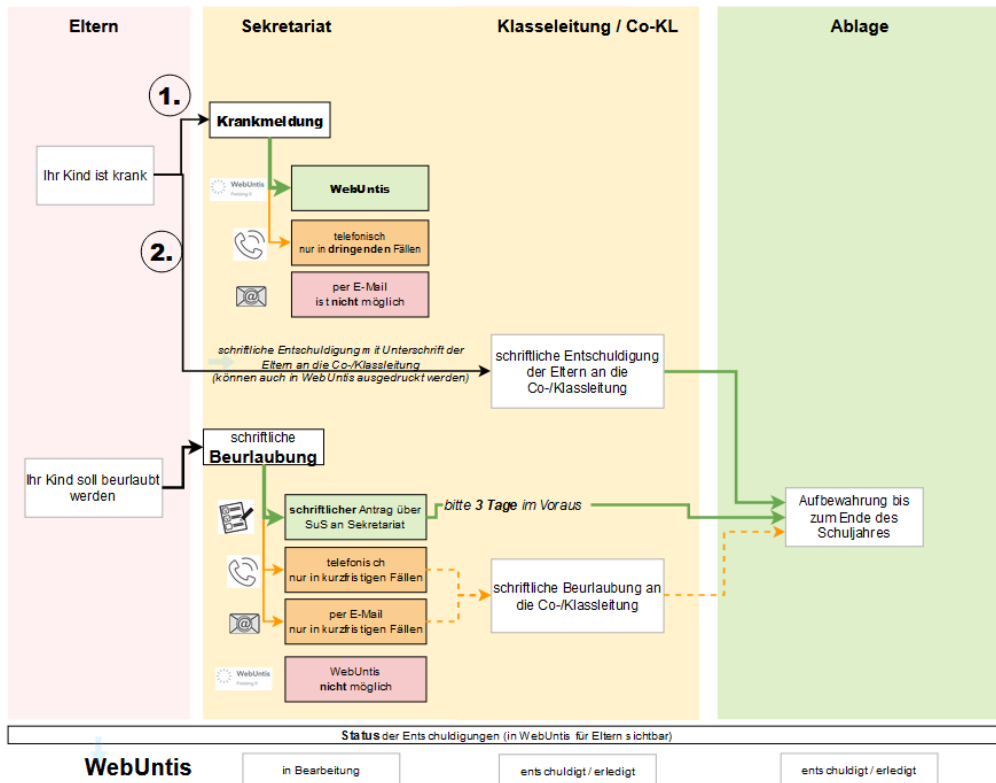 Eltern
Sekretariat
Klasseleitung / Co-KL
Ablage
1.
Krankmeldung
Ihr Kind ist krank
WebUntis
WebUntis
2.
telefonisch
nur in dringenden Fällen
per E-Mail
ist nicht möglich
schriftliche Entschuldigung mit Unterschrift der
Eltern an die Co-/Klassleitung
(können auch in WebUntis ausgedruckt werden)
schriftliche Entschuldigung
der Eltern an die
Co-/Klassleitung
schriftliche
Beurlaubung
Ihr Kind soll beurlaubt
werden
schriftlicher Antrag über
SuS an Sekretariat
bitte 3 Tage im Voraus
Aufbewahrung bis
zum Ende des
Schuljahres
telefonisch
nur in kurzfristigen Fällen
schriftliche Beurlaubung an
die Co-/Klassleitung
per E-Mail
nur in kurzfristigen Fällen
WebUntis
WebUntis
nicht möglich
Status der Entschuldigungen (in WebUntis für Eltern sichtbar)
WebUntis
in Bearbeitung
entschuldigt / erledigt
entschuldigt / erledigt